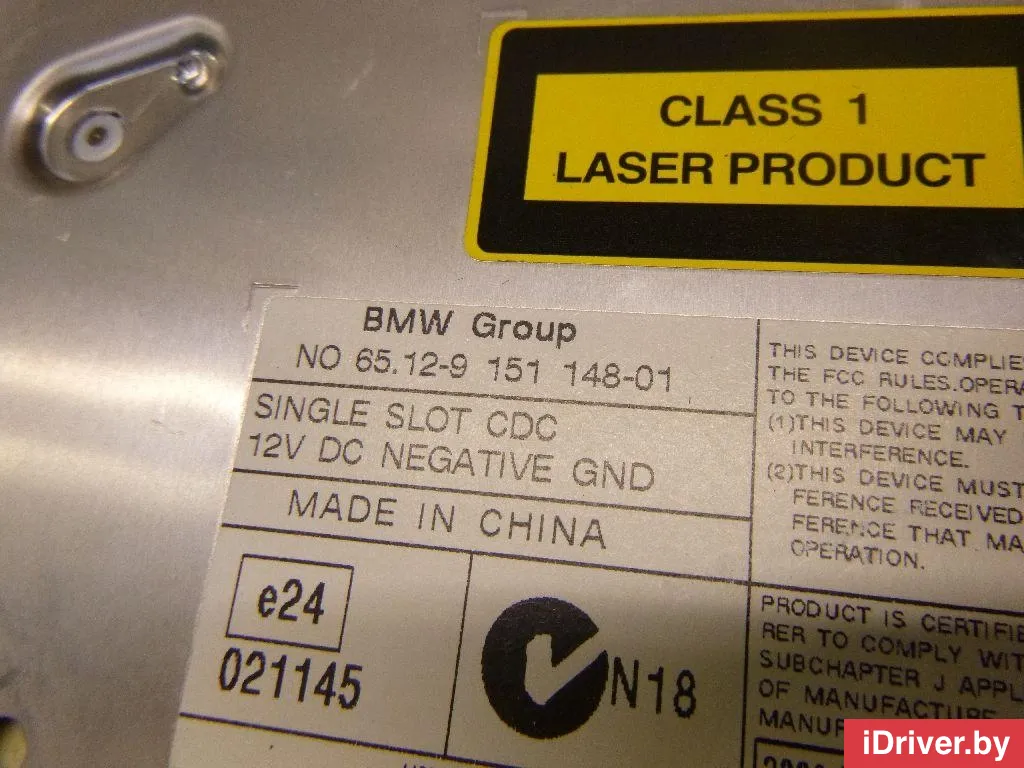 CLASS 1
LASER PRODUCT
BMW Group
NO 65.12-9 151 148-01
SINGLE SLOT CDC
12V DC NEGATIVE GND
MADE IN CHINA
e24
021145
N18
THIS DEVICE COMPLIE
THE FCC RULES.OPERA
TO THE FOLLOWING T
(1)THIS DEVICE MAY
INTERFERENCE.
(2)THIS DEVICE MUST
FERENCE RECEIVED
FERENCE THAT MA
OPERATION.
PRODUCT IS CERTIFIE
RER TO COMPLY WIT
SUBCHAPTER J APPL
OF MANUFACTURE
MANUF
iDriver.by